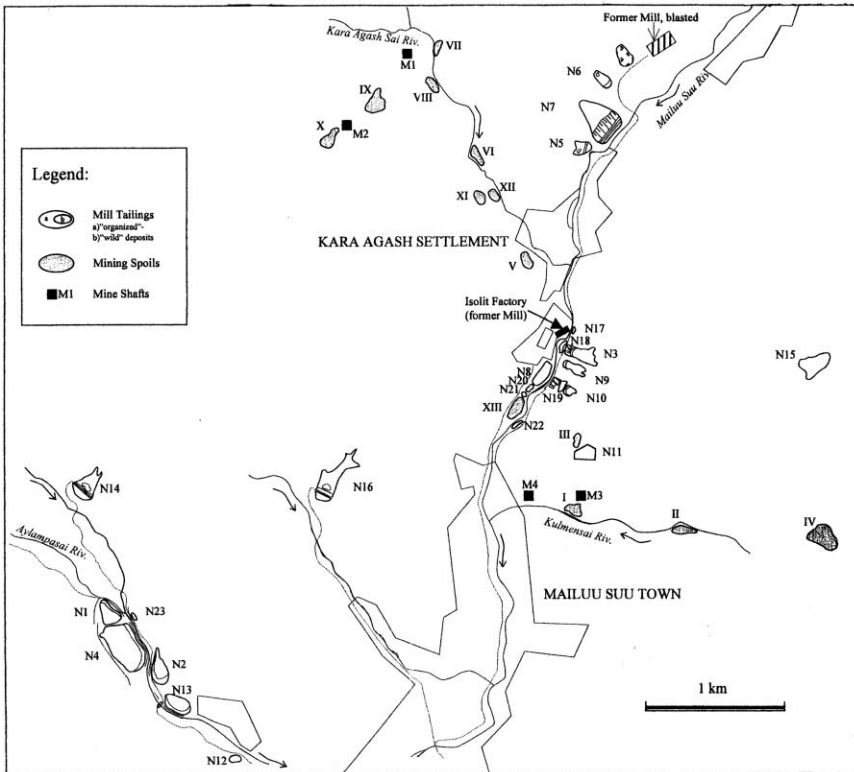 Former Mill, blasted
Kara Agash Sai Riv.
VII
M1
N6
Mailuu Suu Riv.
IX
VIII
N7
X
M2
N5
VI
Legend:
XI
XII
a
b
Mill Tailings
a)"organized"-
b)"wild" deposits
KARA AGASH SETTLEMENT
Mining Spoils
V
M1
Mine Shafts
Isolit Factory
(former Mill)
N17
N18
N3
N15
N8
N9
N20
N21
N19
N10
XIII
N22
III
N11
N14
N16
M4
M3
I
II
IV
Kulmensai Riv.
Aylampasai Riv.
MAILUU SUU TOWN
N1
N23
N4
N2
1 km
N13
N12